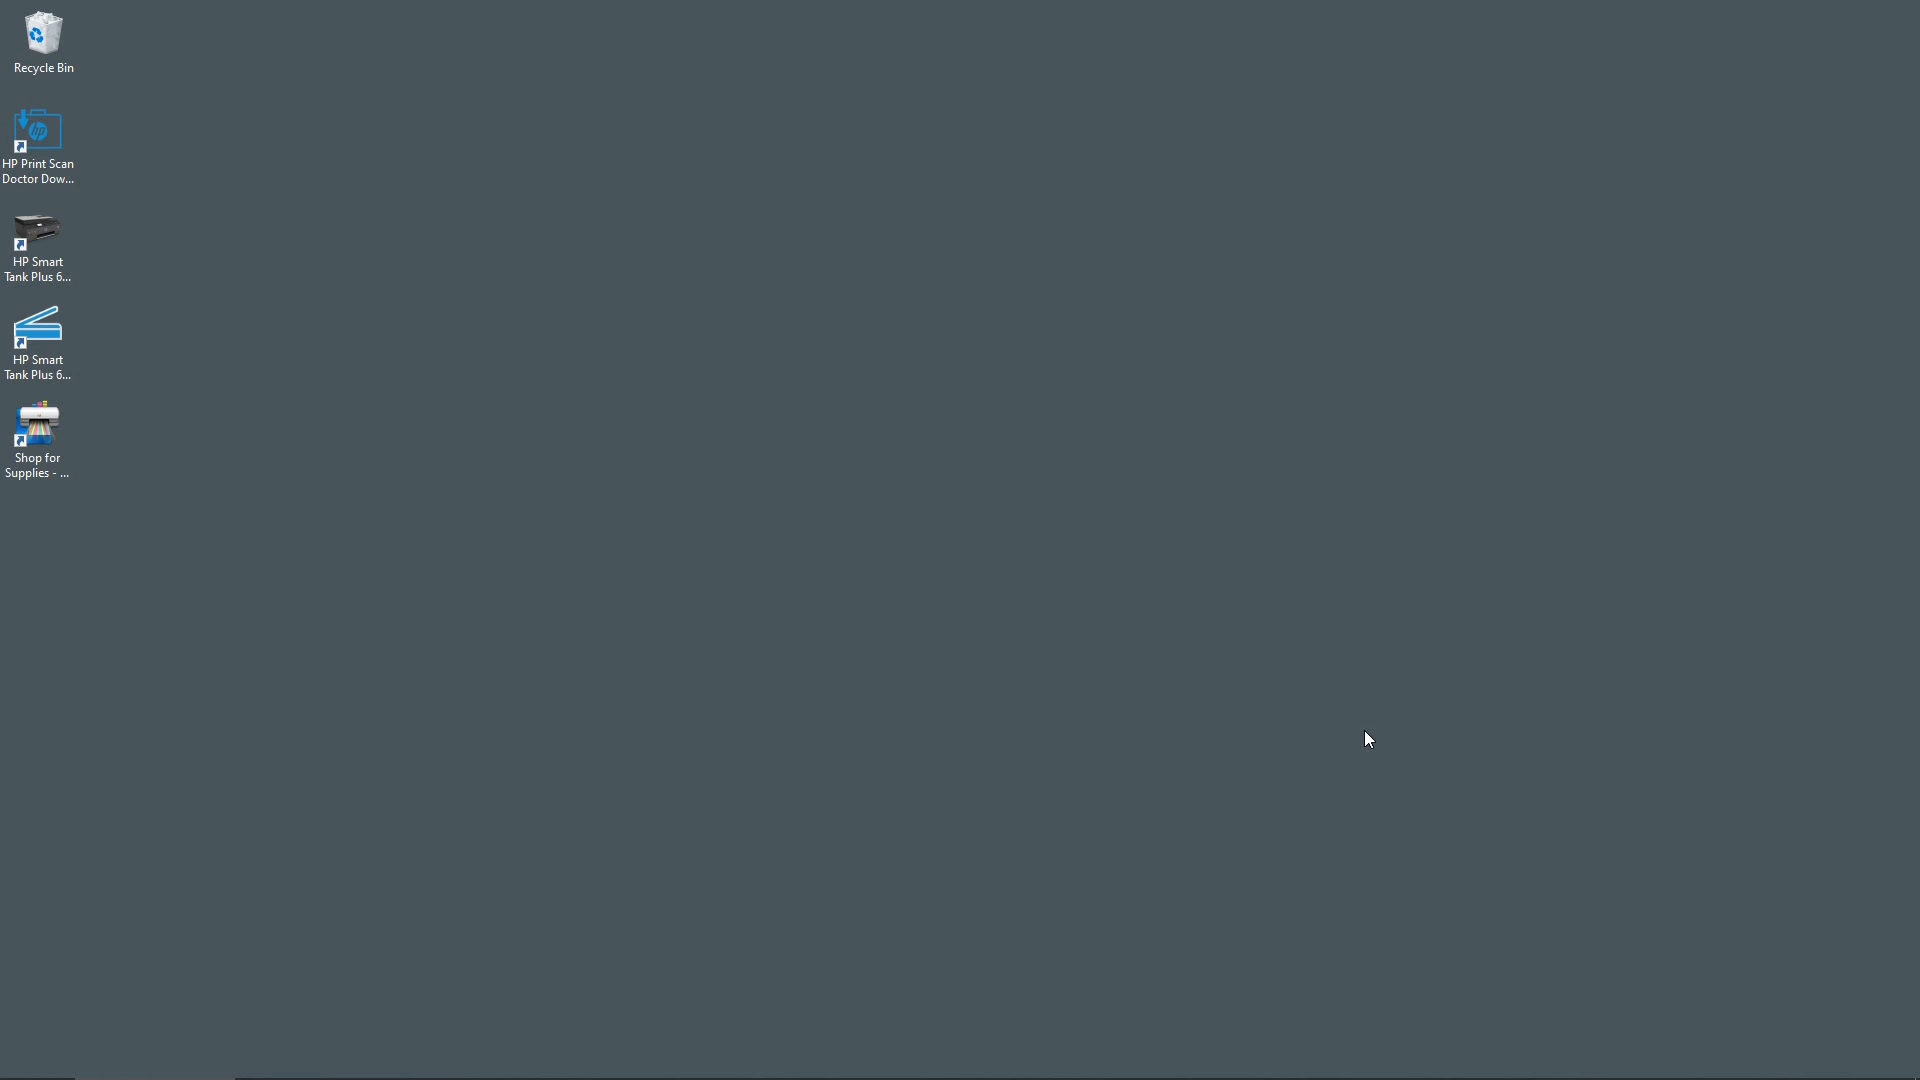 Recycle Bin
hp
HP Print Scan
Doctor Dow...
HP Smart
Tank Plus 6...
HP Smart
Tank Plus 6...
Shop for
Supplies - ...